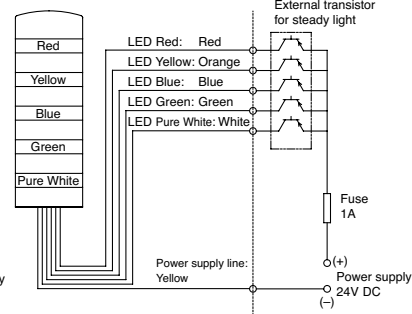 External transistor
for steady light
Red
Yellow
Blue
Green
Pure White
LED Red: Red
LED Yellow: Orange
LED Blue: Blue
LED Green: Green
LED Pure White: White
Fuse
1A
(+)
Power supply
24V DC
(–)
Power supply line:
Yellow
y